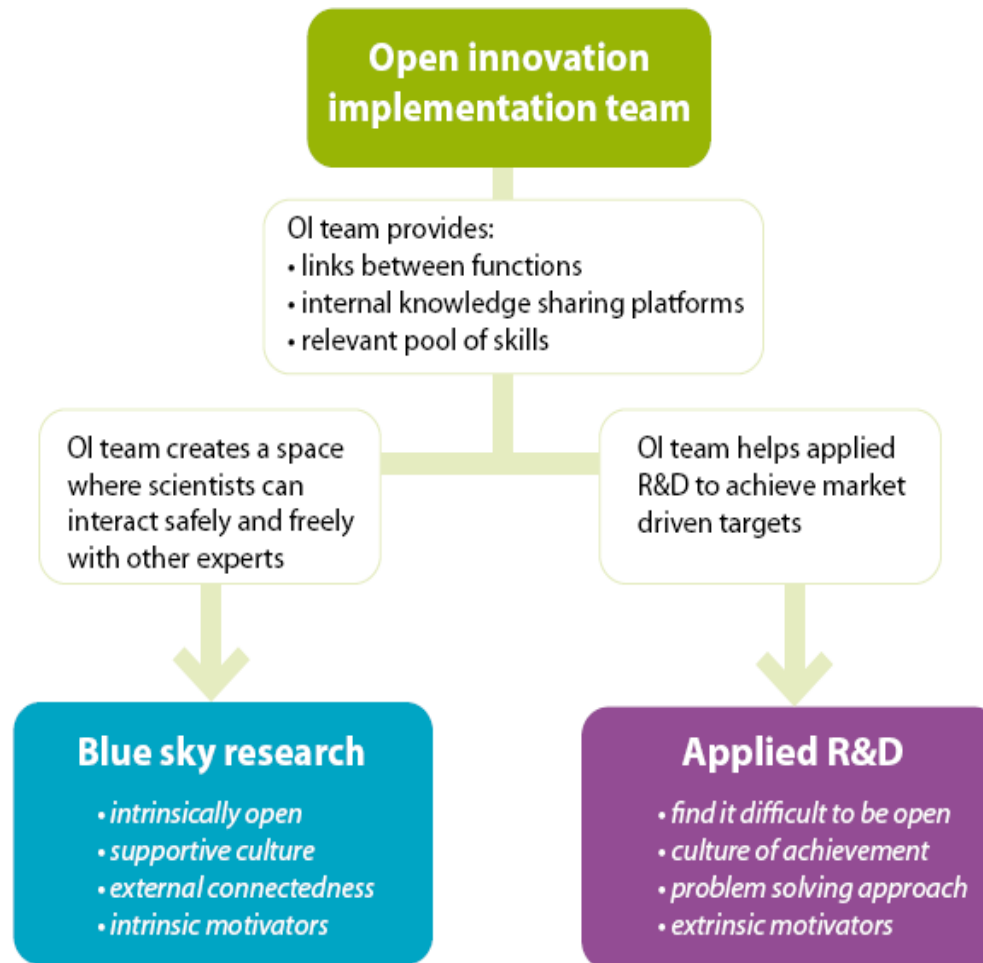 Open innovation
implementation team
OI team provides:
• links between functions
• internal knowledge sharing platforms
• relevant pool of skills
OI team creates a space
where scientists can
interact safely and freely
with other experts
OI team helps applied
R&D to achieve market
driven targets
Blue sky research
• intrinsically open
• supportive culture
• external connectedness
• intrinsic motivators
Applied R&D
• find it difficult to be open
• culture of achievement
• problem solving approach
• extrinsic motivators